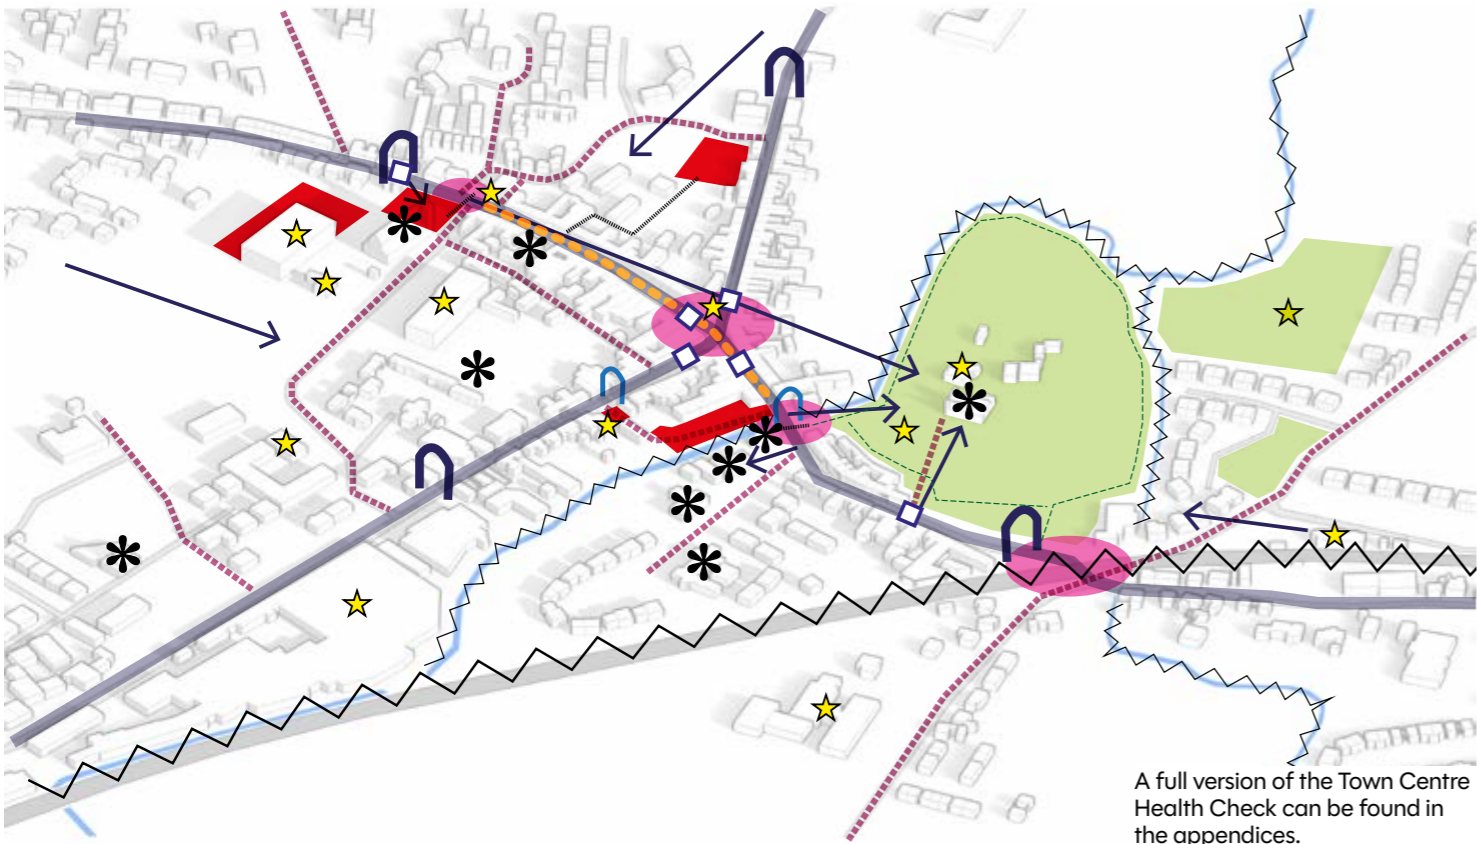 A full version of the Town Centre
Health Check can be found in
the appendices.